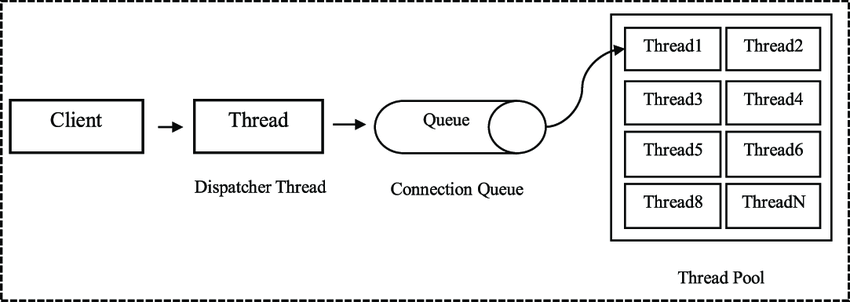 Client
Thread
Dispatcher Thread
Queue
Connection Queue
Thread1 Thread2
Thread3 Thread4
Thread5 Thread6
Thread8 ThreadN
Thread Pool